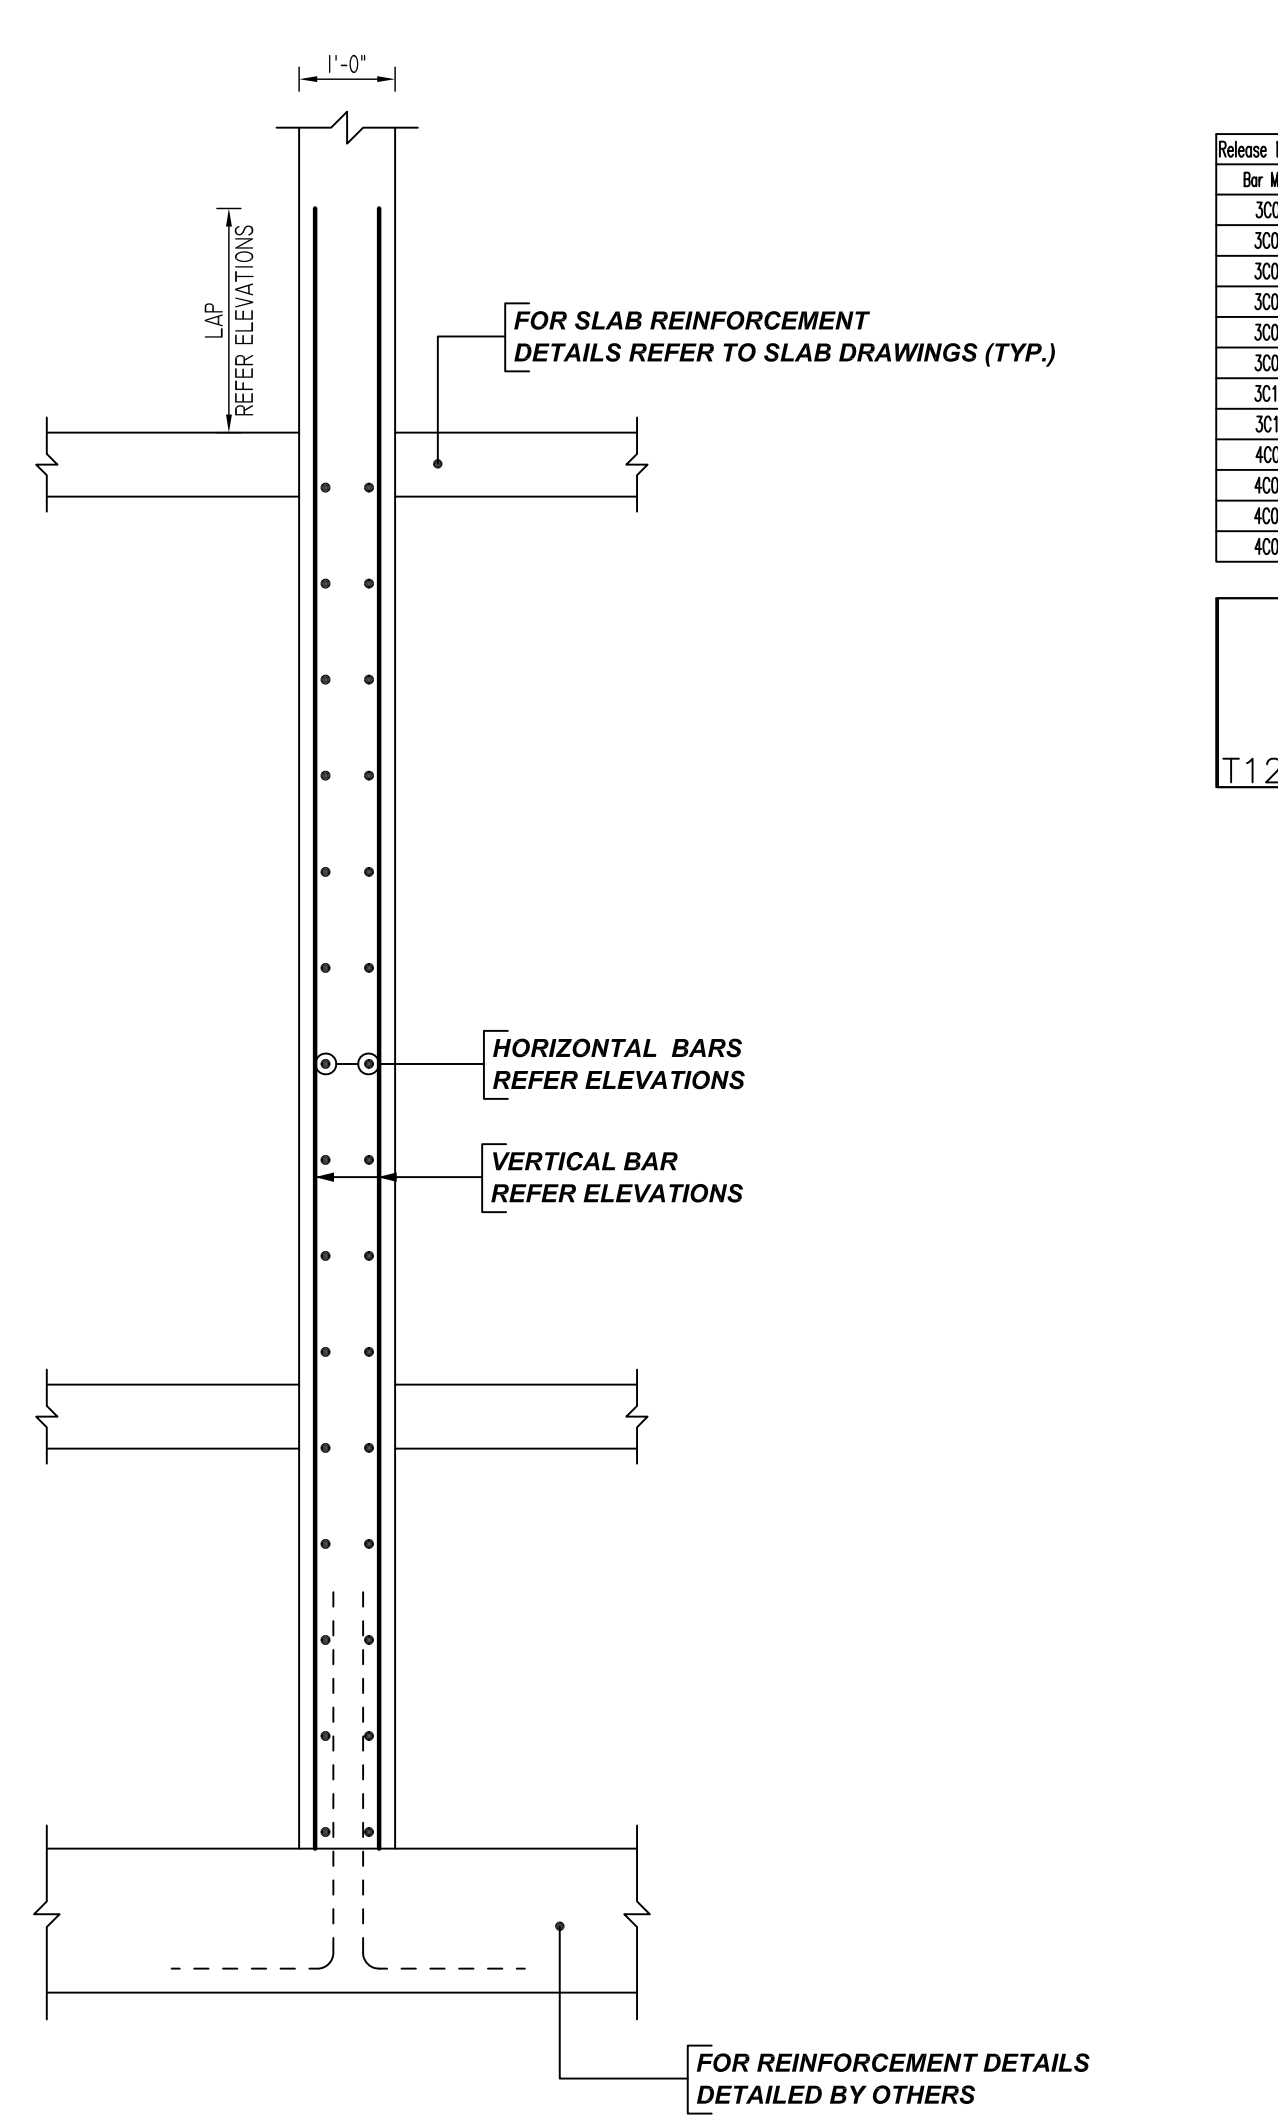 1'-0"
LAP
REFER ELEVATIONS
FOR SLAB REINFORCEMENT
DETAILS REFER TO SLAB DRAWINGS (TYP.)
HORIZONTAL BARS
REFER ELEVATIONS
VERTICAL BAR
REFER ELEVATIONS
FOR REINFORCEMENT DETAILS
DETAILED BY OTHERS
Release
Bar
3C0
3C0
3C0
3C0
3C0
3C0
3C1
3C1
4C0
4C0
4C0
4C0
T12